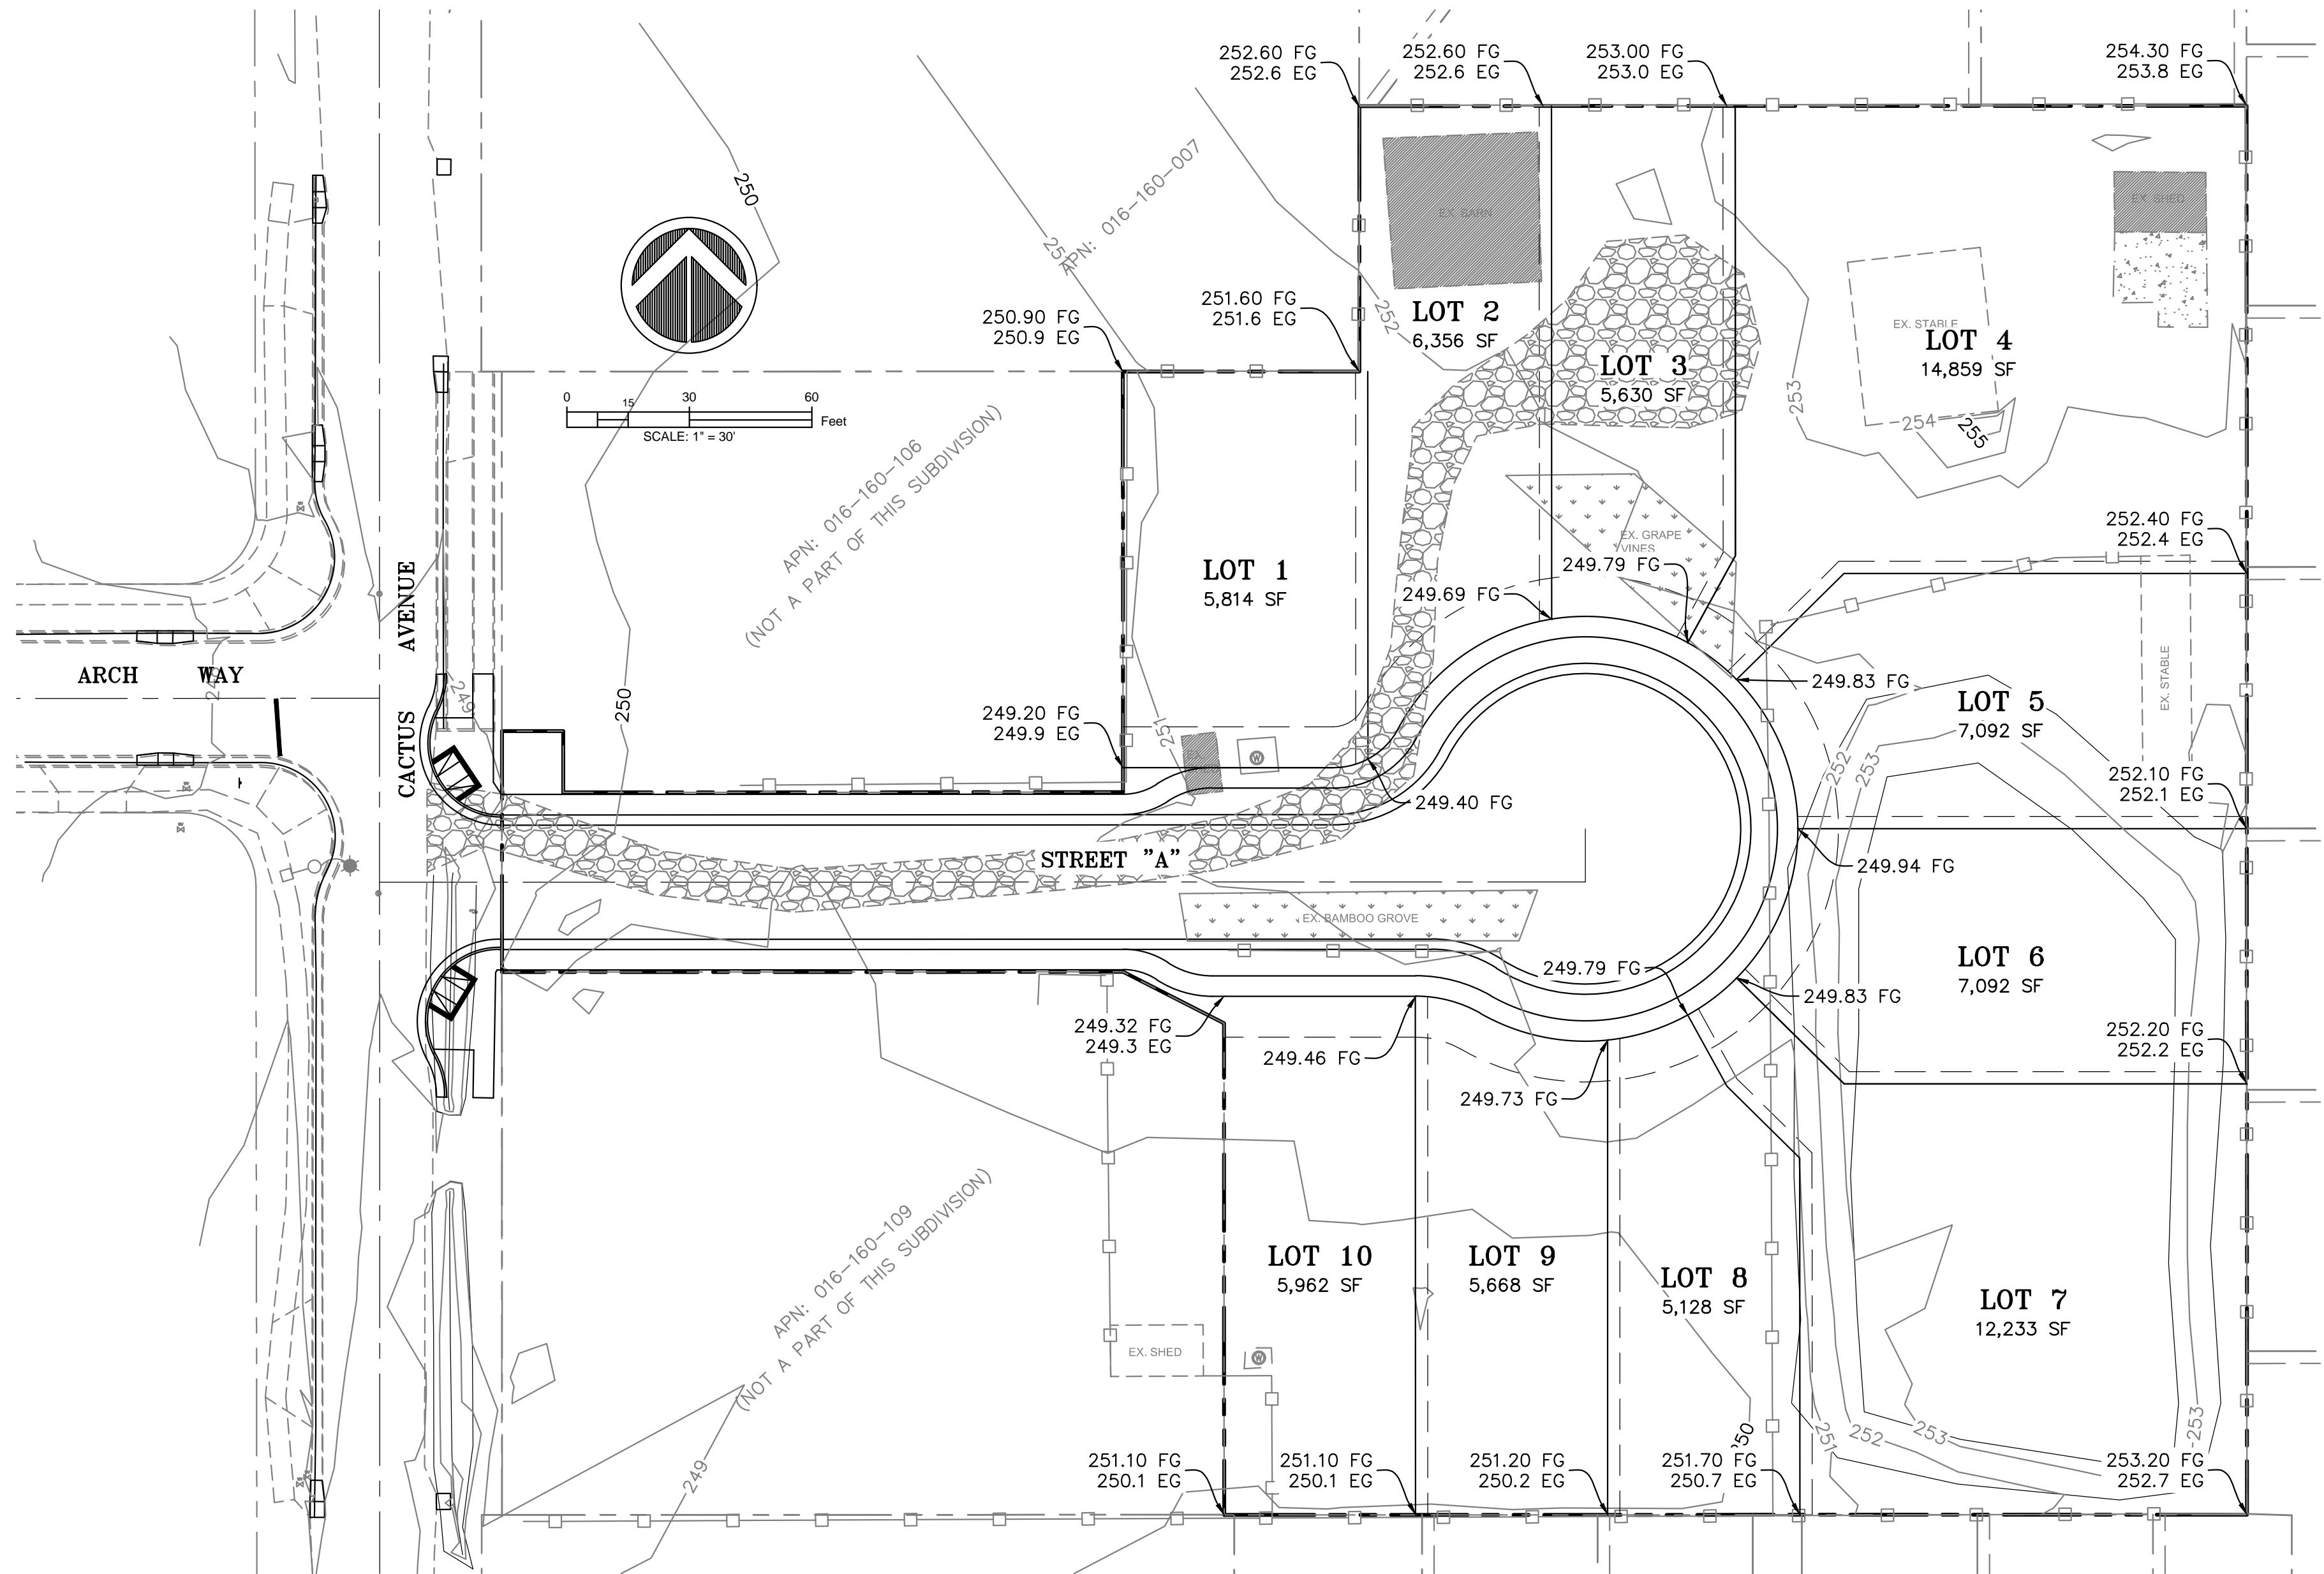 252.60 FG
252.6 EG
252.60 FG
252.6 EG
253.00 FG
253.0 EG
254.30 FG
253.8 EG
250
APN: 016-160-007
EX. BARN
EX. SHED
250.90 FG
250.9 EG
251.60 FG
251.6 EG
252
LOT 2
6,356 SF
LOT 3
5,630 SF
EX. STABLE
LOT 4
14,859 SF
0 15 30 60
Feet
SCALE: 1" = 30'
253
254
255
APN: 016-160-106
(NOT A PART OF THIS SUBDIVISION)
252.40 FG
252.4 EG
EX. GRAPE
VINES
LOT 1
5,814 SF
249.79 FG
249.69 FG
ARCH WAY
CACTUS AVENUE
249
250
249.83 FG
LOT 5
7,092 SF
EX. STABLE
249.20 FG
249.9 EG
251
252
253
252.10 FG
252.1 EG
249.40 FG
STREET "A"
249.94 FG
EX. BAMBOO GROVE
LOT 6
7,092 SF
249.79 FG
249.83 FG
249.32 FG
249.3 EG
249.46 FG
252.20 FG
252.2 EG
249.73 FG
APN: 016-160-109
(NOT A PART OF THIS SUBDIVISION)
LOT 10
5,962 SF
LOT 9
5,668 SF
LOT 8
5,128 SF
LOT 7
12,233 SF
EX. SHED
W
W
249
251.10 FG
250.1 EG
251.10 FG
250.1 EG
251.20 FG
250.2 EG
251.70 FG
250.7 EG
251
252
253
253
253.20 FG
252.7 EG